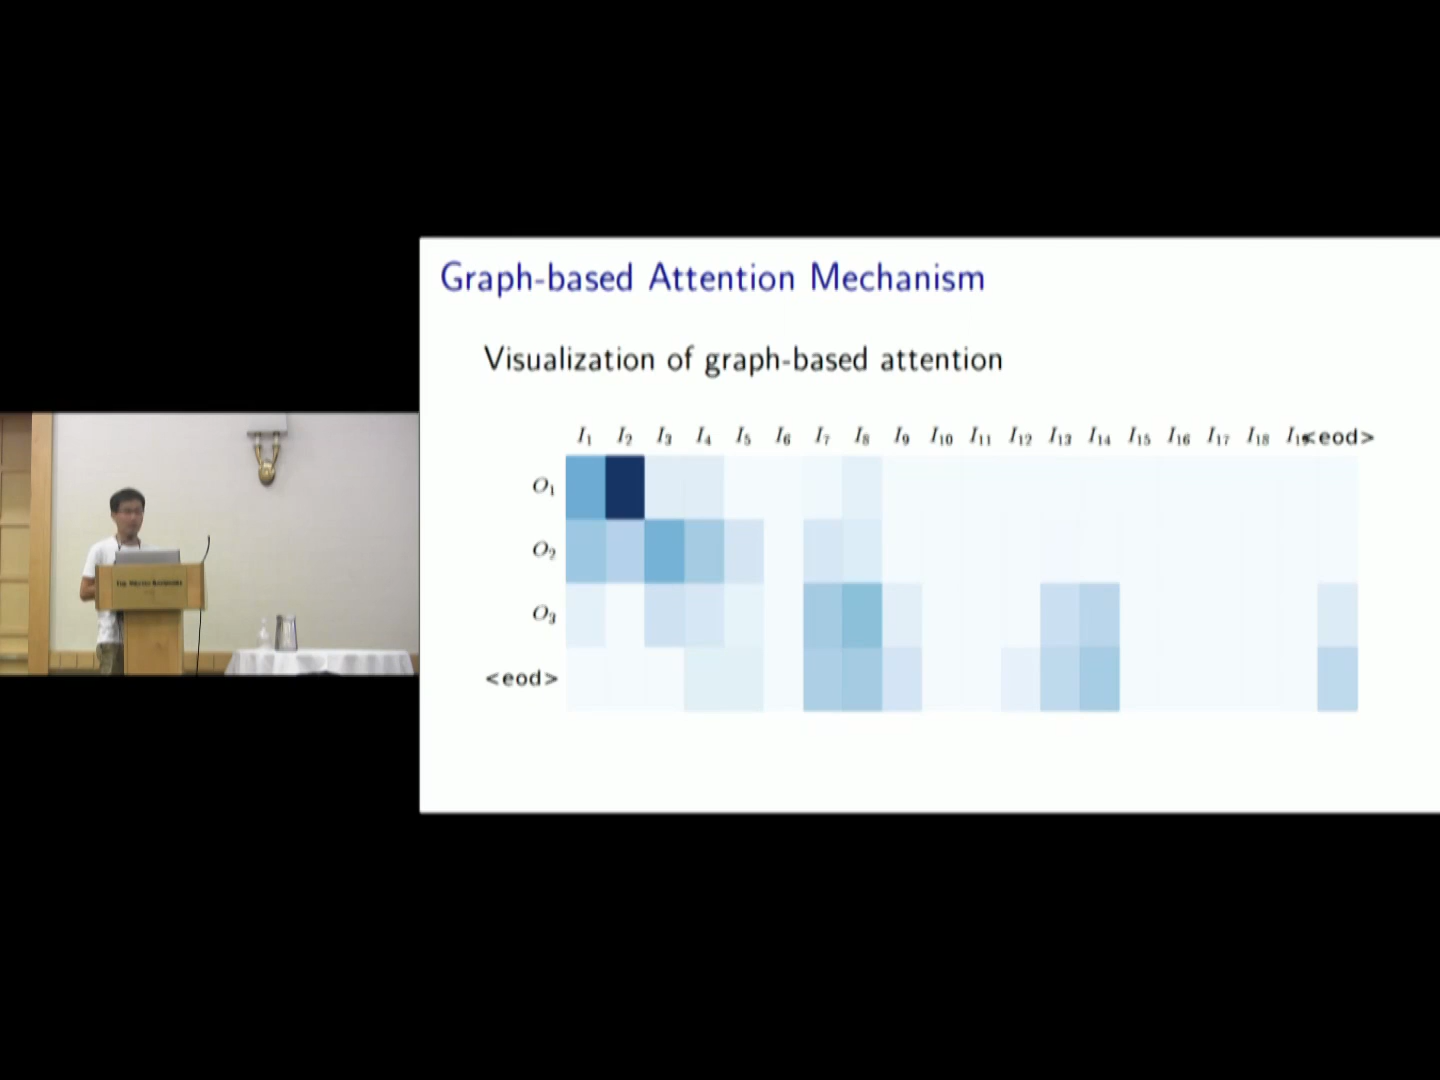 Graph-based Attention Mechanism
Visualization of graph-based attention
I₁ I₂ I₃ I₄ I₅ I₆ I₇ I₈ I₉ I₁₀ I₁₁ I₁₂ I₁₃ I₁₄ I₁₅ I₁₆ I₁₇ I₁₈ <eod>
O₁
O₂
O₃
<eod>